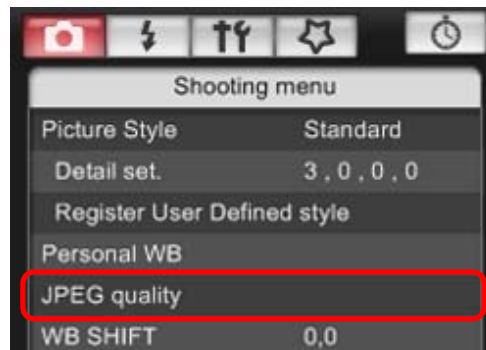 Shooting menu
Picture Style Standard
Detail set. 3 , 0 , 0 , 0
Register User Defined style
Personal WB
JPEG quality
WB SHIFT 0,0